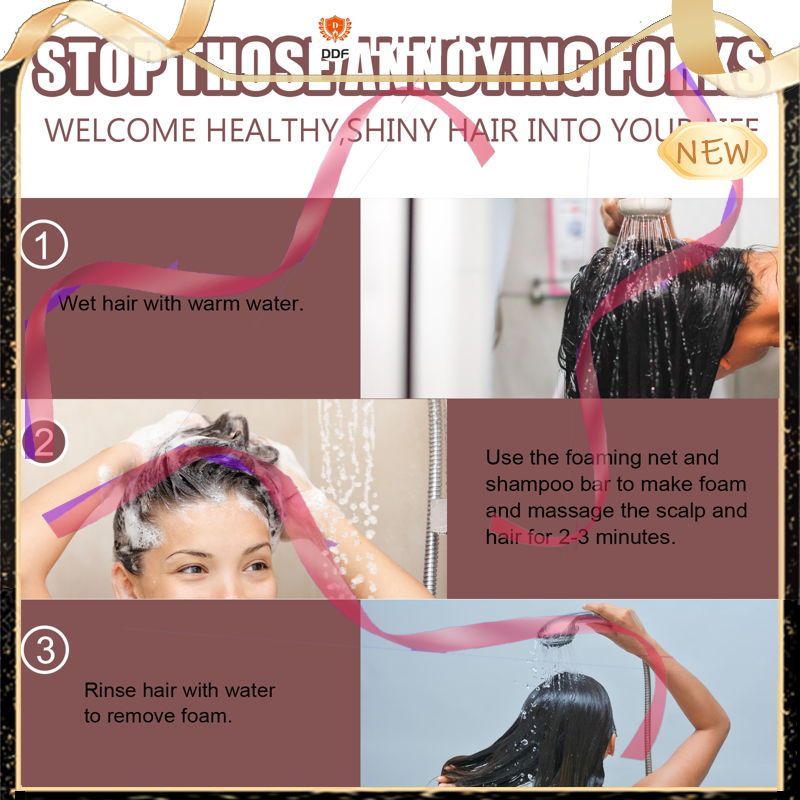 DDF
STOP THOSE ANNOYING FORKS
WELCOME HEALTHY,SHINY HAIR INTO YOUR LIFE
NEW
1
Wet hair with warm water.
2
Use the foaming net and
shampoo bar to make foam
and massage the scalp and
hair for 2-3 minutes.
3
Rinse hair with water
to remove foam.